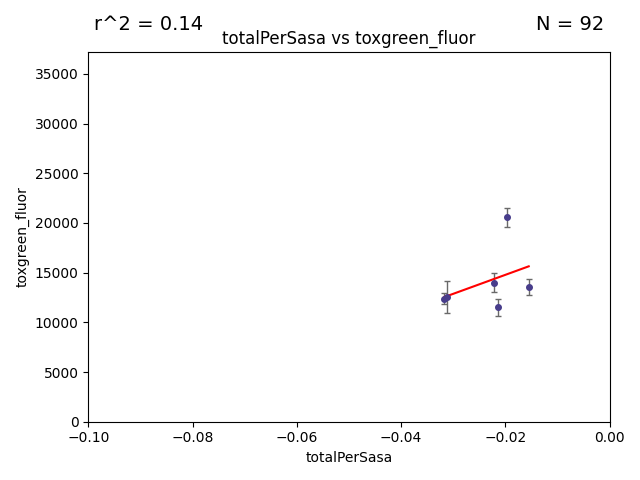 r^2 = 0.14
N = 92
totalPerSasa vs toxgreen_fluor
35000
30000
25000
20000
15000
10000
5000
0
toxgreen_fluor
−0.10
−0.08
−0.06
−0.04
−0.02
0.00
totalPerSasa